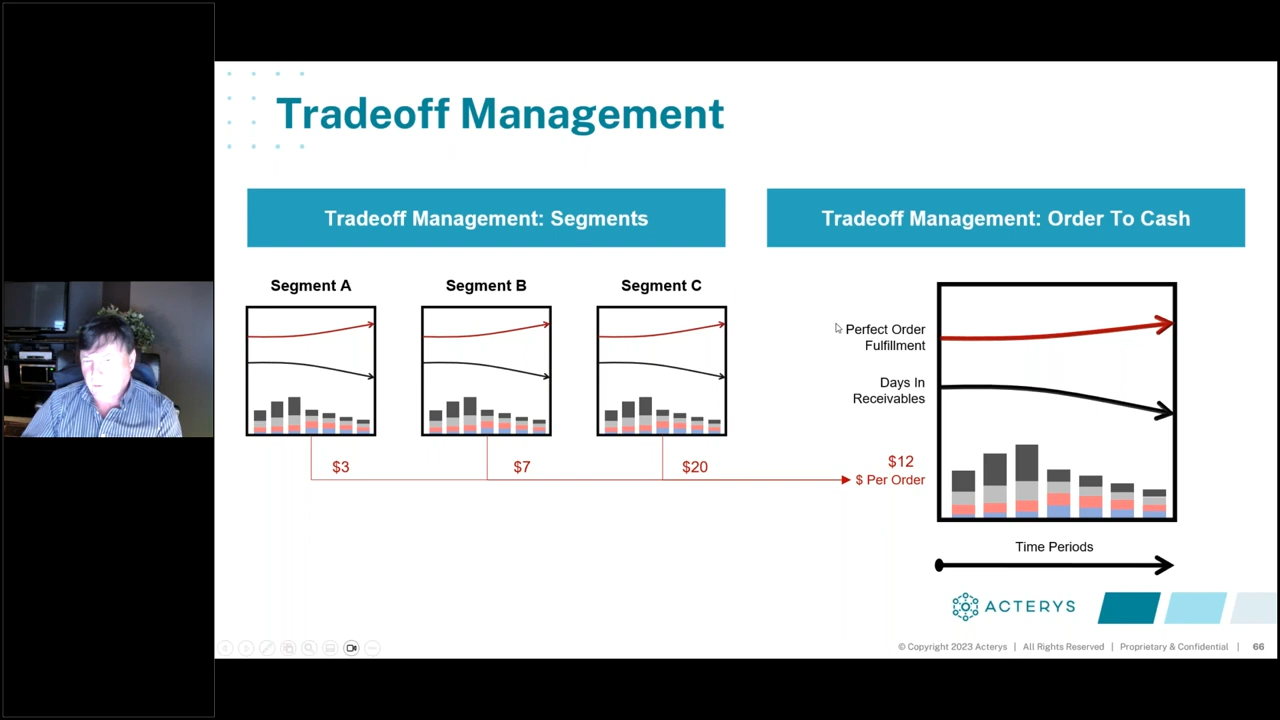 Tradeoff Management
Tradeoff Management: Segments
Tradeoff Management: Order To Cash
Segment A
Segment B
Segment C
Perfect Order
Fulfillment
Days In
Receivables
$3
$7
$20
$12
$ Per Order
Time Periods
ACTERYS
© Copyright 2023 Acterys | All Rights Reserved | Proprietary & Confidential | 66